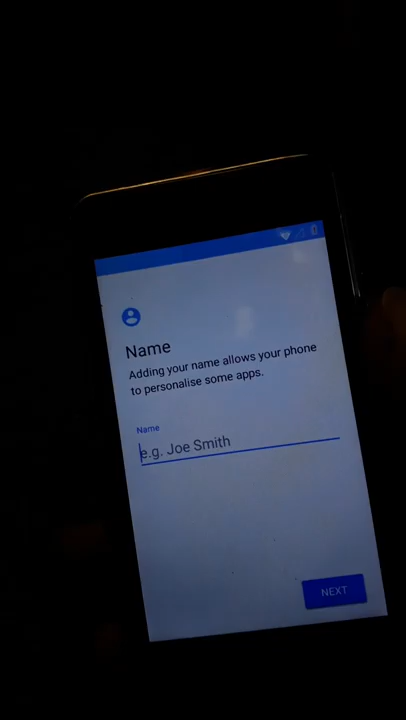 Name
Adding your name allows your phone
to personalise some apps.
Name
e.g. Joe Smith
NEXT